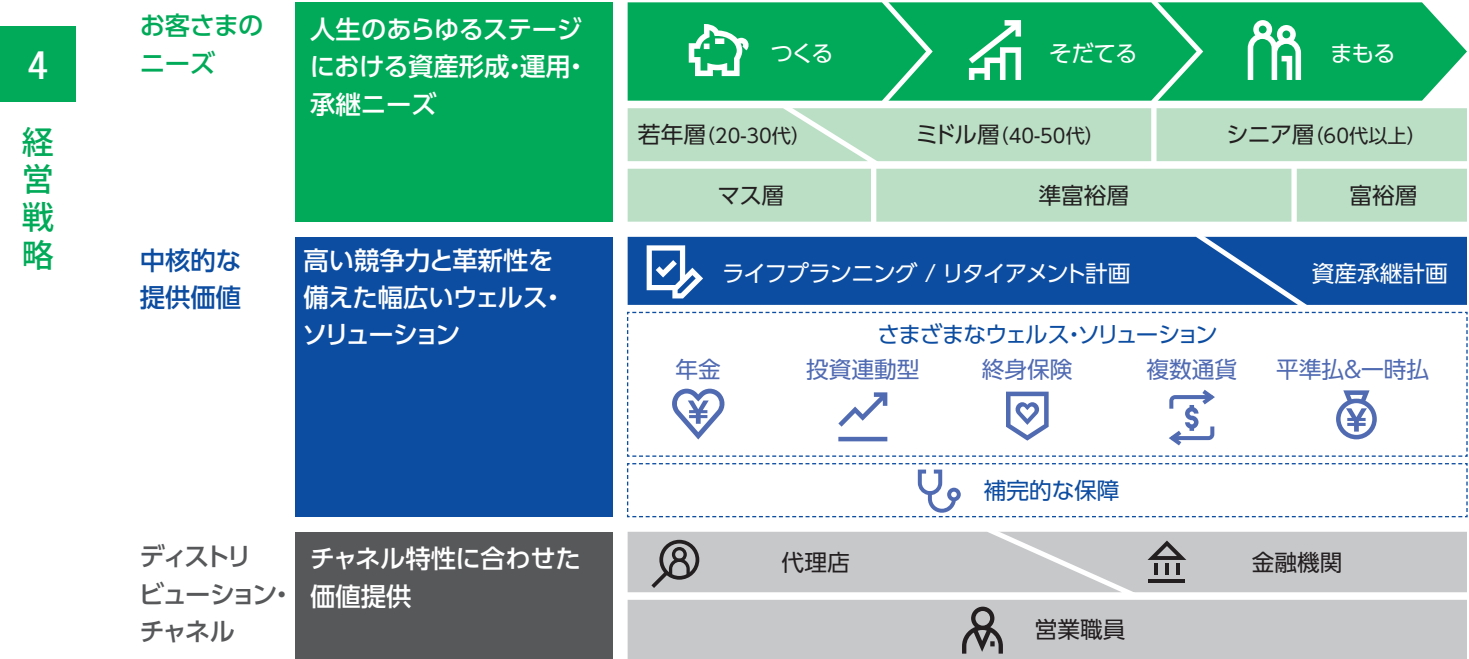 4
経営戦略
お客さまの
ニーズ
人生のあらゆるステージ
における資産形成・運用・
承継ニーズ
つくる
そだてる
まもる
若年層(20-30代)
ミドル層(40-50代)
シニア層(60代以上)
マス層
準富裕層
富裕層
中核的な
提供価値
高い競争力と革新性を
備えた幅広いウェルス・
ソリューション
ライフプランニング / リタイアメント計画
資産承継計画
さまざまなウェルス・ソリューション
年金
投資連動型
終身保険
複数通貨
平準払&一時払
補完的な保障
ディストリ
ビューション・
チャネル
チャネル特性に合わせた
価値提供
代理店
金融機関
営業職員